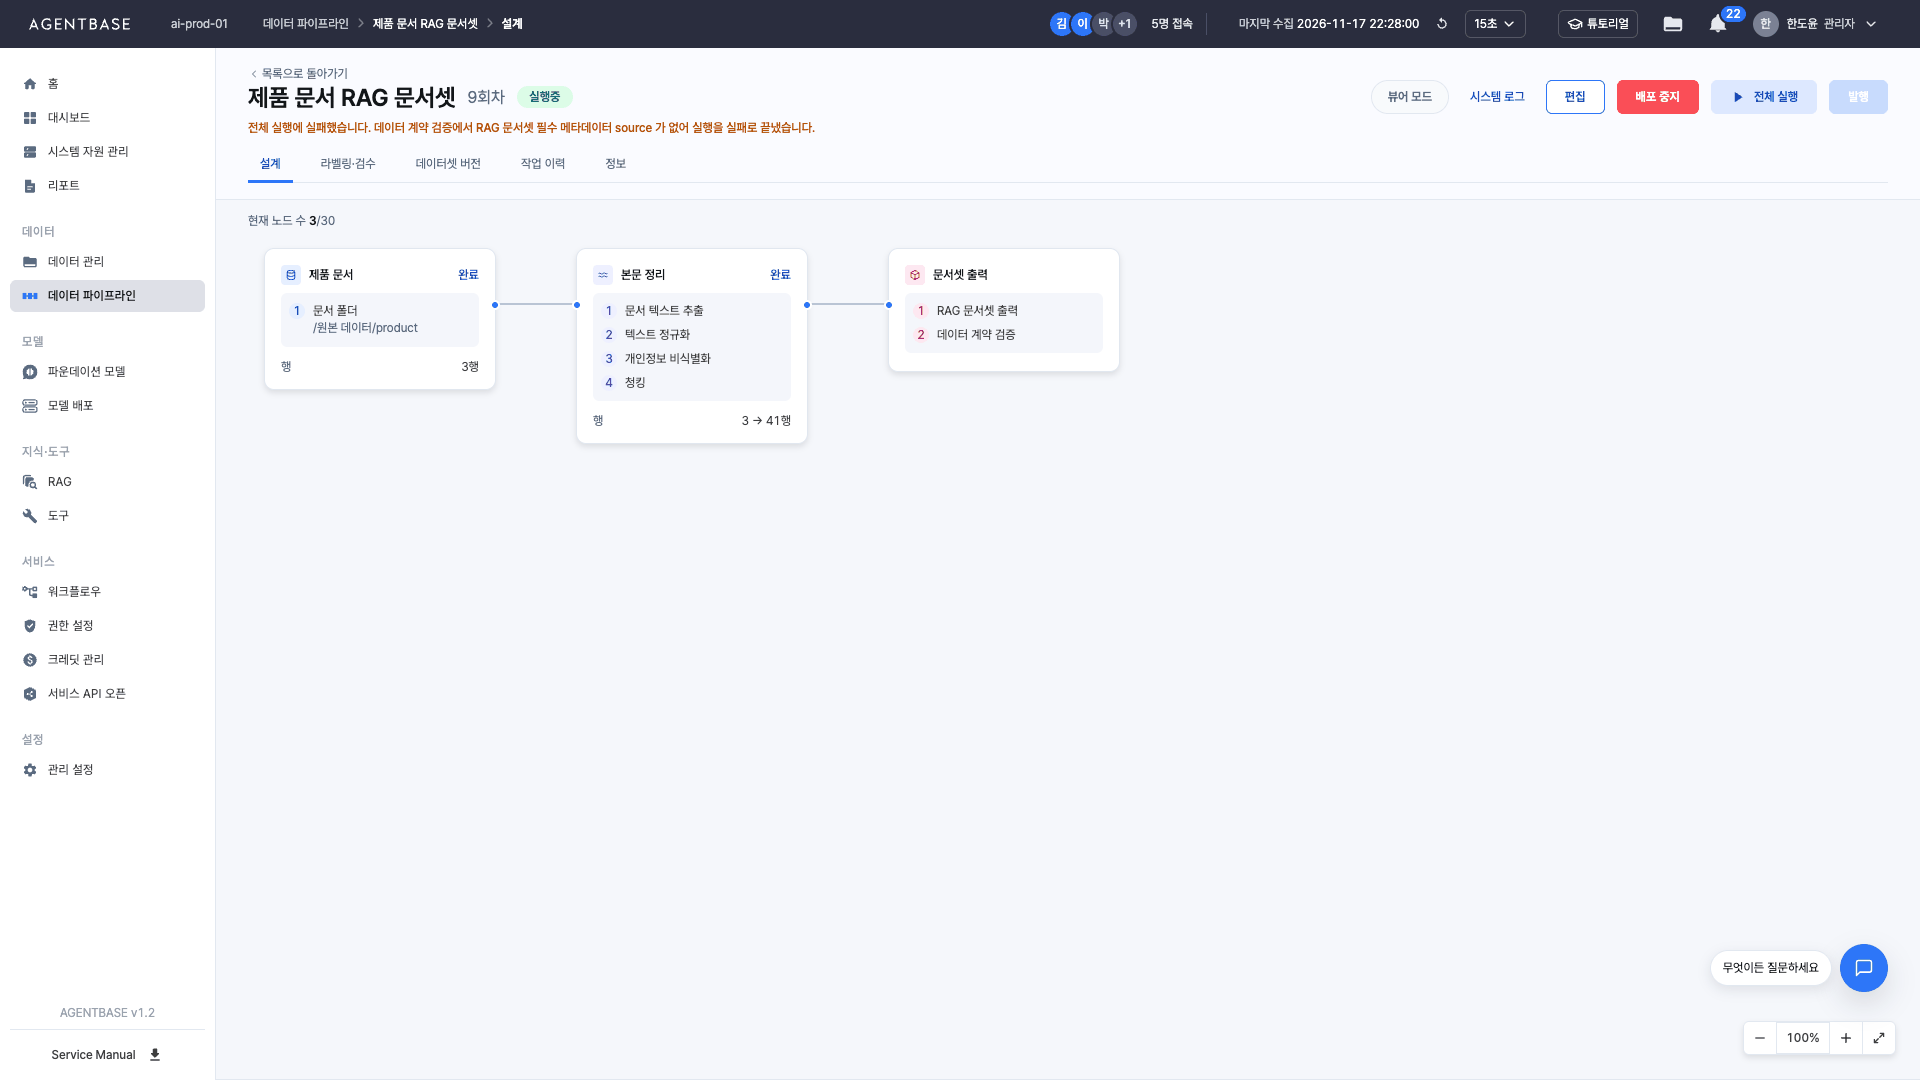 AGENTBASE
ai-prod-01
데이터 파이프라인 > 제품 문서 RAG 문서셋 > 설계
김 이 박 +1 5명 접속
마지막 수집 2026-11-17 22:28:00
15초
튜토리얼
22
한 한도윤 관리자
홈
대시보드
시스템 자원 관리
리포트
데이터
데이터 관리
데이터 파이프라인
모델
파운데이션 모델
모델 배포
지식·도구
RAG
도구
서비스
워크플로우
권한 설정
크레딧 관리
서비스 API 오픈
설정
관리 설정
AGENTBASE v1.2
Service Manual
목록으로 돌아가기
제품 문서 RAG 문서셋 9회차 실행중
뷰어 모드 시스템 로그 편집 배포 중지 전체 실행 발행
전체 실행에 실패했습니다. 데이터 계약 검증에서 RAG 문서셋 필수 메타데이터 source 가 없어 실행을 실패로 끝냈습니다.
설계 라벨링·검수 데이터셋 버전 작업 이력 정보
현재 노드 수 3/30
제품 문서 완료
1 문서 폴더
/원본 데이터/product
행 3행
본문 정리 완료
1 문서 텍스트 추출
2 텍스트 정규화
3 개인정보 비식별화
4 청킹
행 3 → 41행
문서셋 출력
1 RAG 문서셋 출력
2 데이터 계약 검증
무엇이든 질문하세요
100%